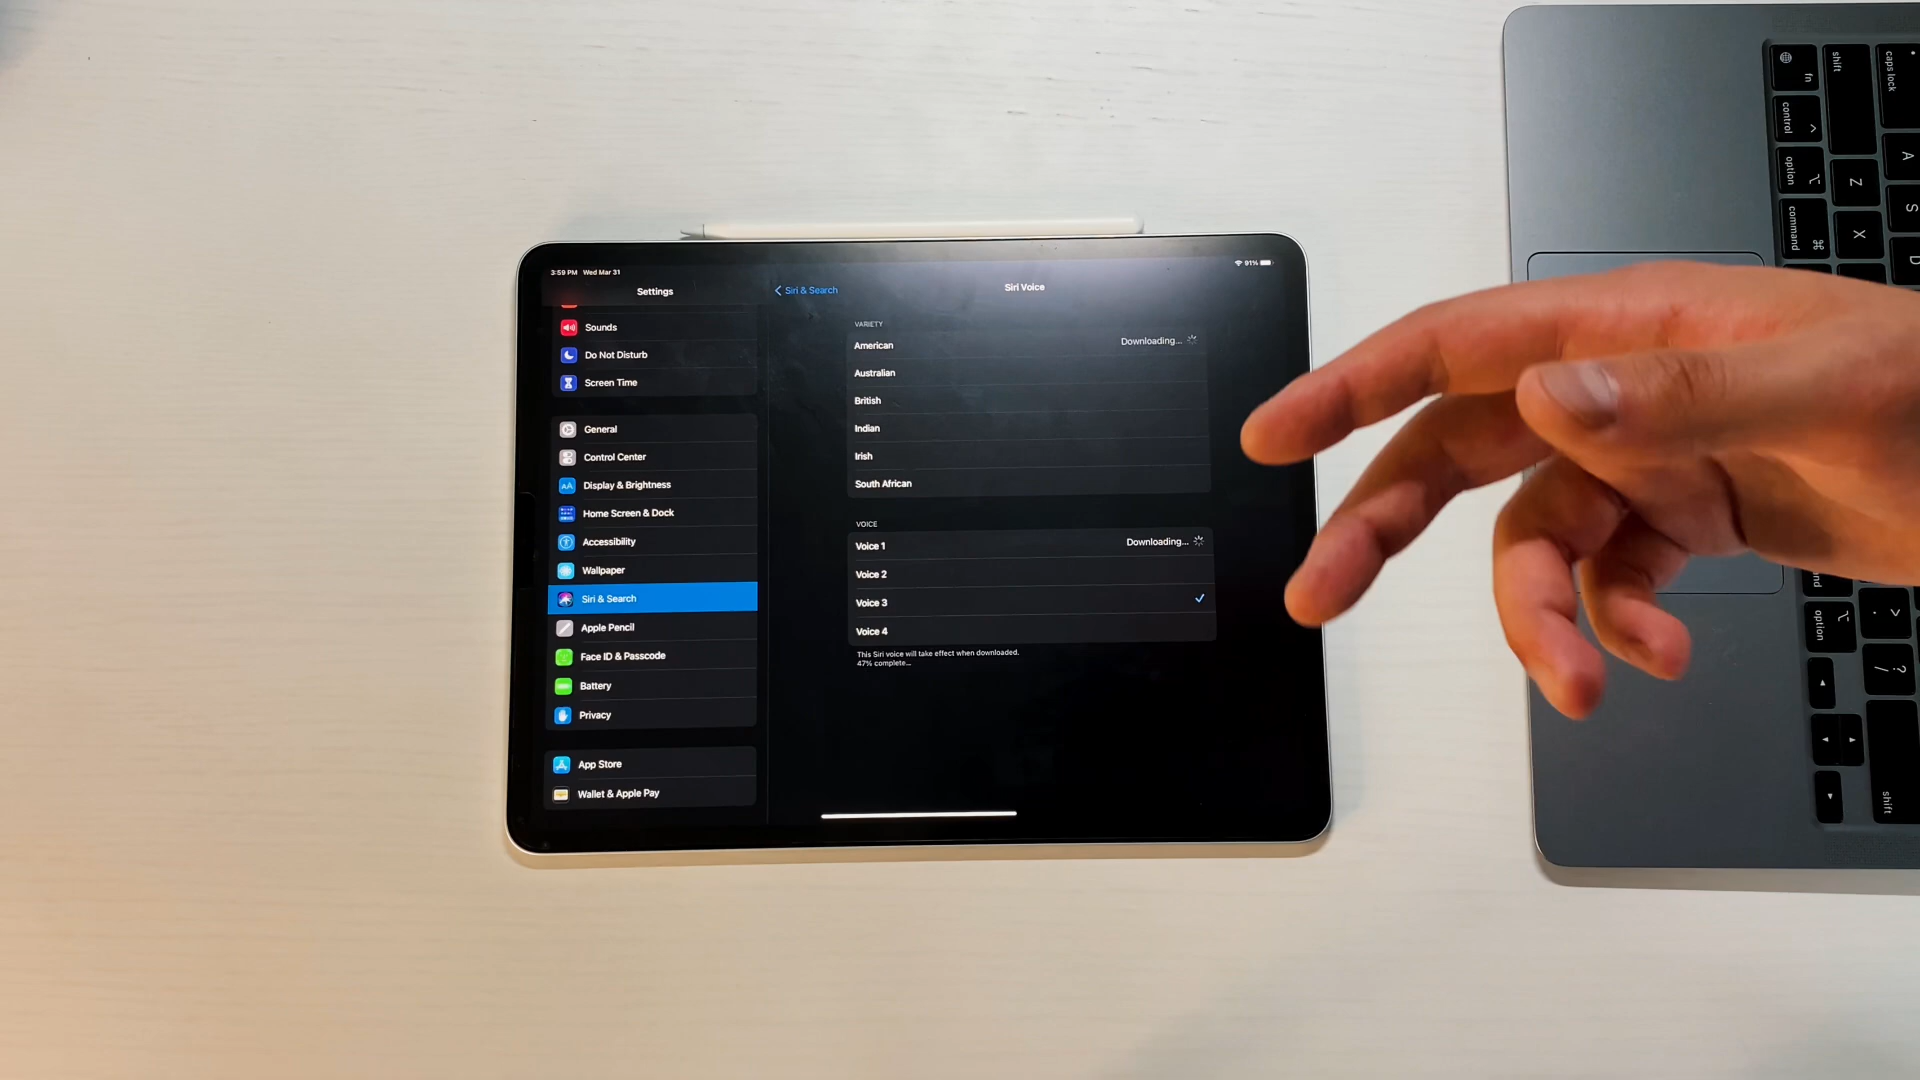 3:59 PM Wed Mar 31
91%
Settings
Sounds
Do Not Disturb
Screen Time
General
Control Center
Display & Brightness
Home Screen & Dock
Accessibility
Wallpaper
Siri & Search
Apple Pencil
Face ID & Passcode
Battery
Privacy
App Store
Wallet & Apple Pay
Siri & Search
Siri Voice
VARIETY
American Downloading...
Australian
British
Indian
Irish
South African
VOICE
Voice 1 Downloading...
Voice 2
Voice 3
Voice 4
This Siri voice will take effect when downloaded.
47% complete...
fn
shift
caps lock
control
A
option
Z
S
command
X
D
option
?
/
shift